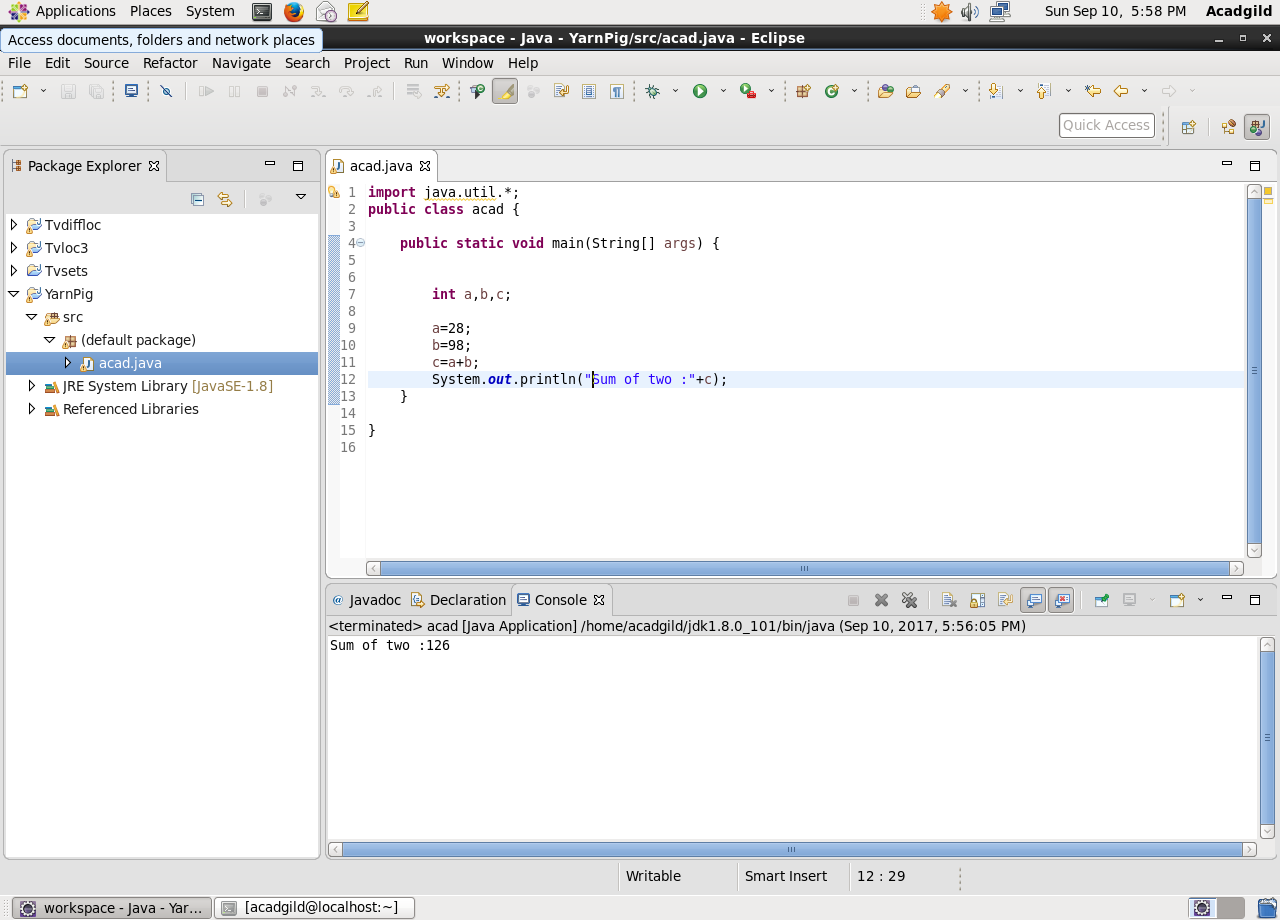 Applications Places System Sun Sep 10, 5:58 PM Acadgild
Access documents, folders and network places
workspace - Java - YarnPig/src/acad.java - Eclipse
File Edit Source Refactor Navigate Search Project Run Window Help
Quick Access
Package Explorer
Tvdiffloc
Tvloc3
Tvsets
YarnPig
src
(default package)
acad.java
JRE System Library [JavaSE-1.8]
Referenced Libraries
acad.java
1 import java.util.*;
2 public class acad {
3
4 public static void main(String[] args) {
5
6
7 int a,b,c;
8
9 a=28;
10 b=98;
11 c=a+b;
12 System.out.println("Sum of two :"+c);
13 }
14
15 }
16
@ Javadoc Declaration Console
<terminated> acad [Java Application] /home/acadgild/jdk1.8.0_101/bin/java (Sep 10, 2017, 5:56:05 PM)
Sum of two :126
Writable Smart Insert 12 : 29
workspace - Java - Yar... [acadgild@localhost:~]